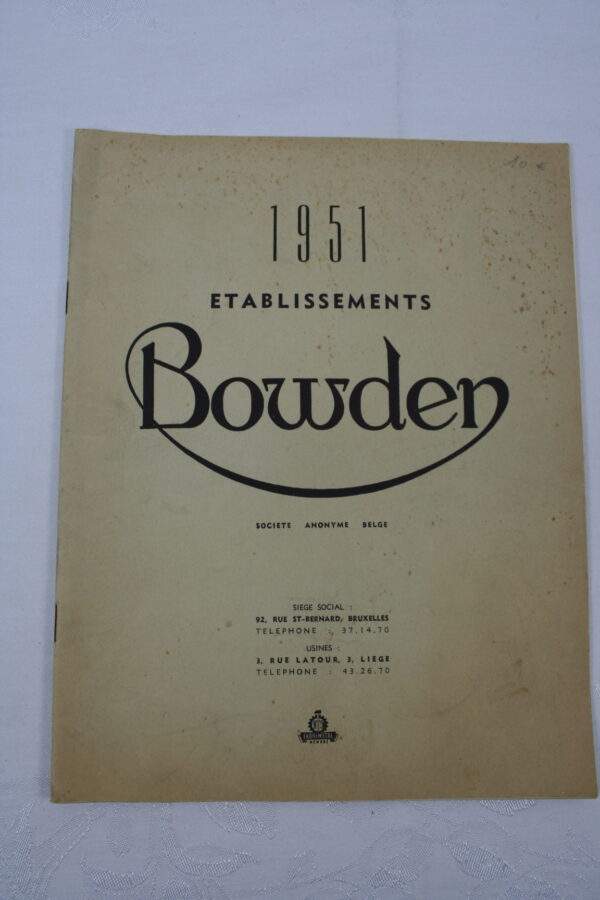 10 €
1951
ETABLISSEMENTS
Bowden
SOCIETE ANONYME BELGE
SIEGE SOCIAL :
92, RUE ST-BERNARD, BRUXELLES
TELEPHONE : 37.14.70
USINES :
3, RUE LATOUR, 3, LIEGE
TELEPHONE : 43.26.70